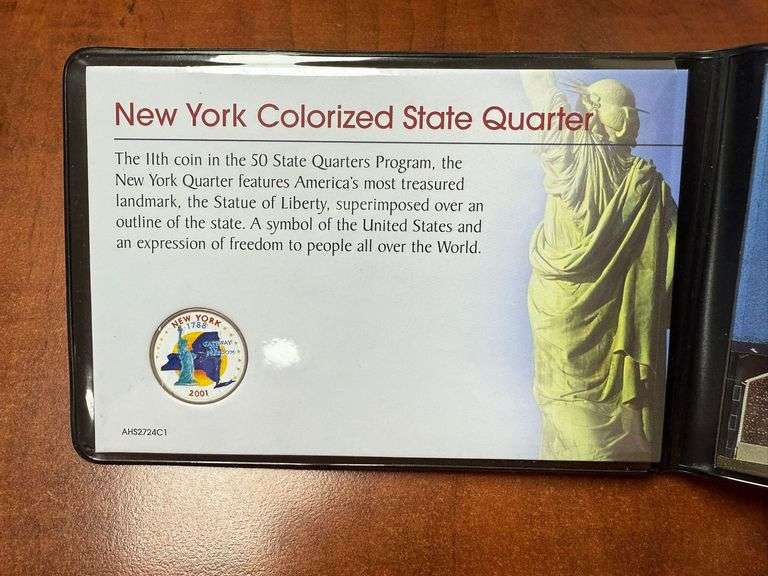 New York Colorized State Quarter
The 11th coin in the 50 State Quarters Program, the
New York Quarter features America's most treasured
landmark, the Statue of Liberty, superimposed over an
outline of the state. A symbol of the United States and
an expression of freedom to people all over the World.
NEW YORK
1788
GATEWAY
TO
FREEDOM
2001
AHS2724C1